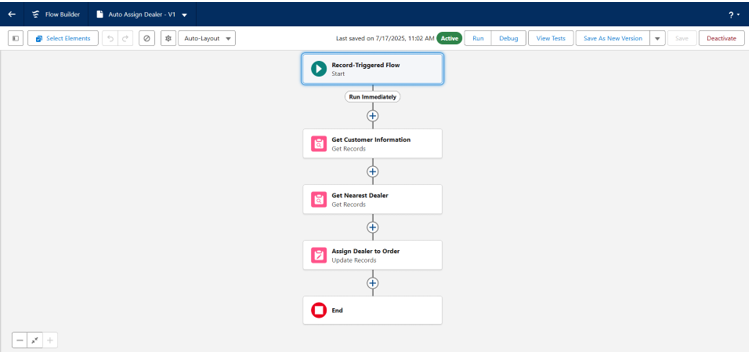 Flow Builder
Auto Assign Dealer - V1
?
Select Elements
Auto-Layout
Last saved on 7/17/2025, 11:02 AM
Active
Run
Debug
View Tests
Save As New Version
Save
Deactivate
Record-Triggered Flow
Start
Run Immediately
Get Customer Information
Get Records
Get Nearest Dealer
Get Records
Assign Dealer to Order
Update Records
End